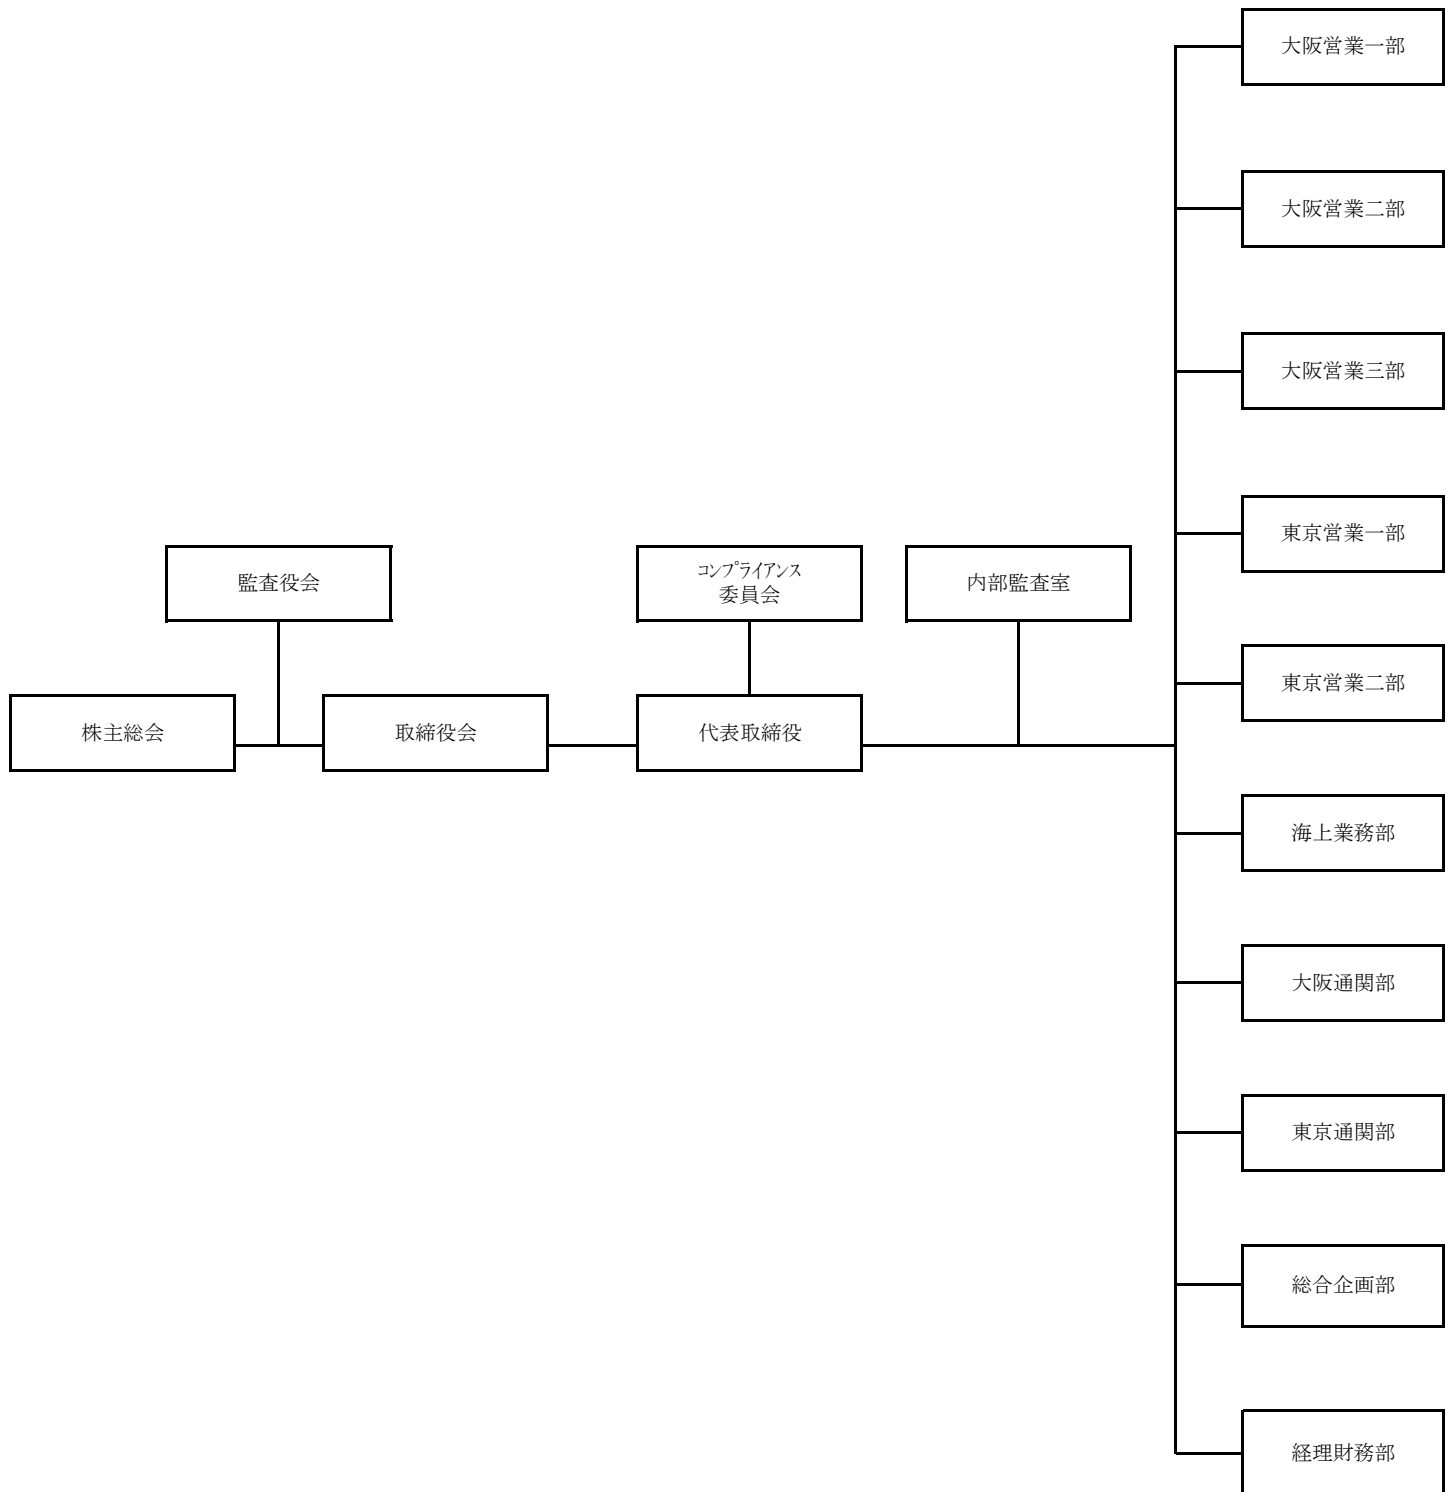 大阪営業一部
大阪営業二部
大阪営業三部
東京営業一部
監査役会
ｺﾝﾌﾟﾗｲｱﾝｽ
委員会
内部監査室
東京営業二部
株主総会
取締役会
代表取締役
海上業務部
大阪通関部
東京通関部
総合企画部
経理財務部